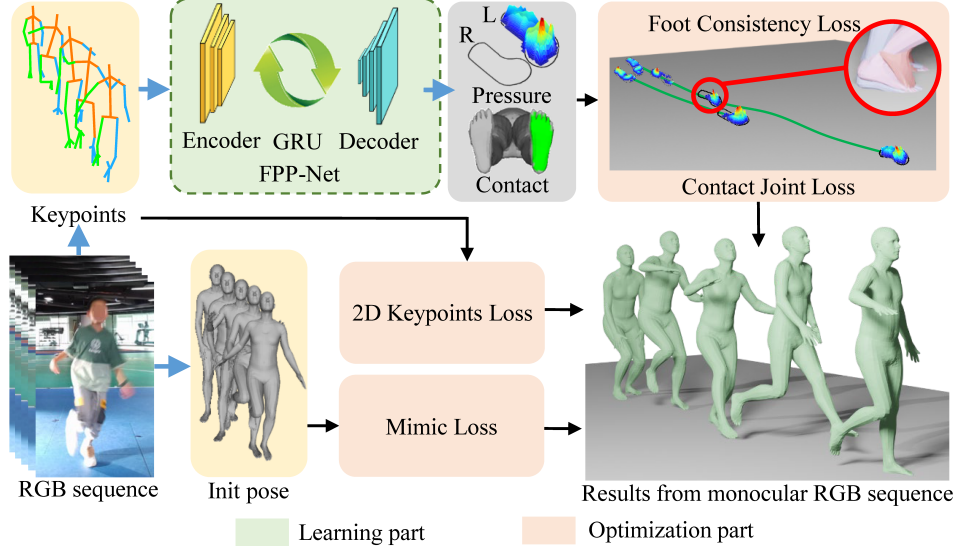 L
R
Foot Consistency Loss
Encoder
GRU
Decoder
Pressure
FPP-Net
Contact
Contact Joint Loss
Keypoints
2D Keypoints Loss
Mimic Loss
RGB sequence
Init pose
Results from monocular RGB sequence
Learning part
Optimization part